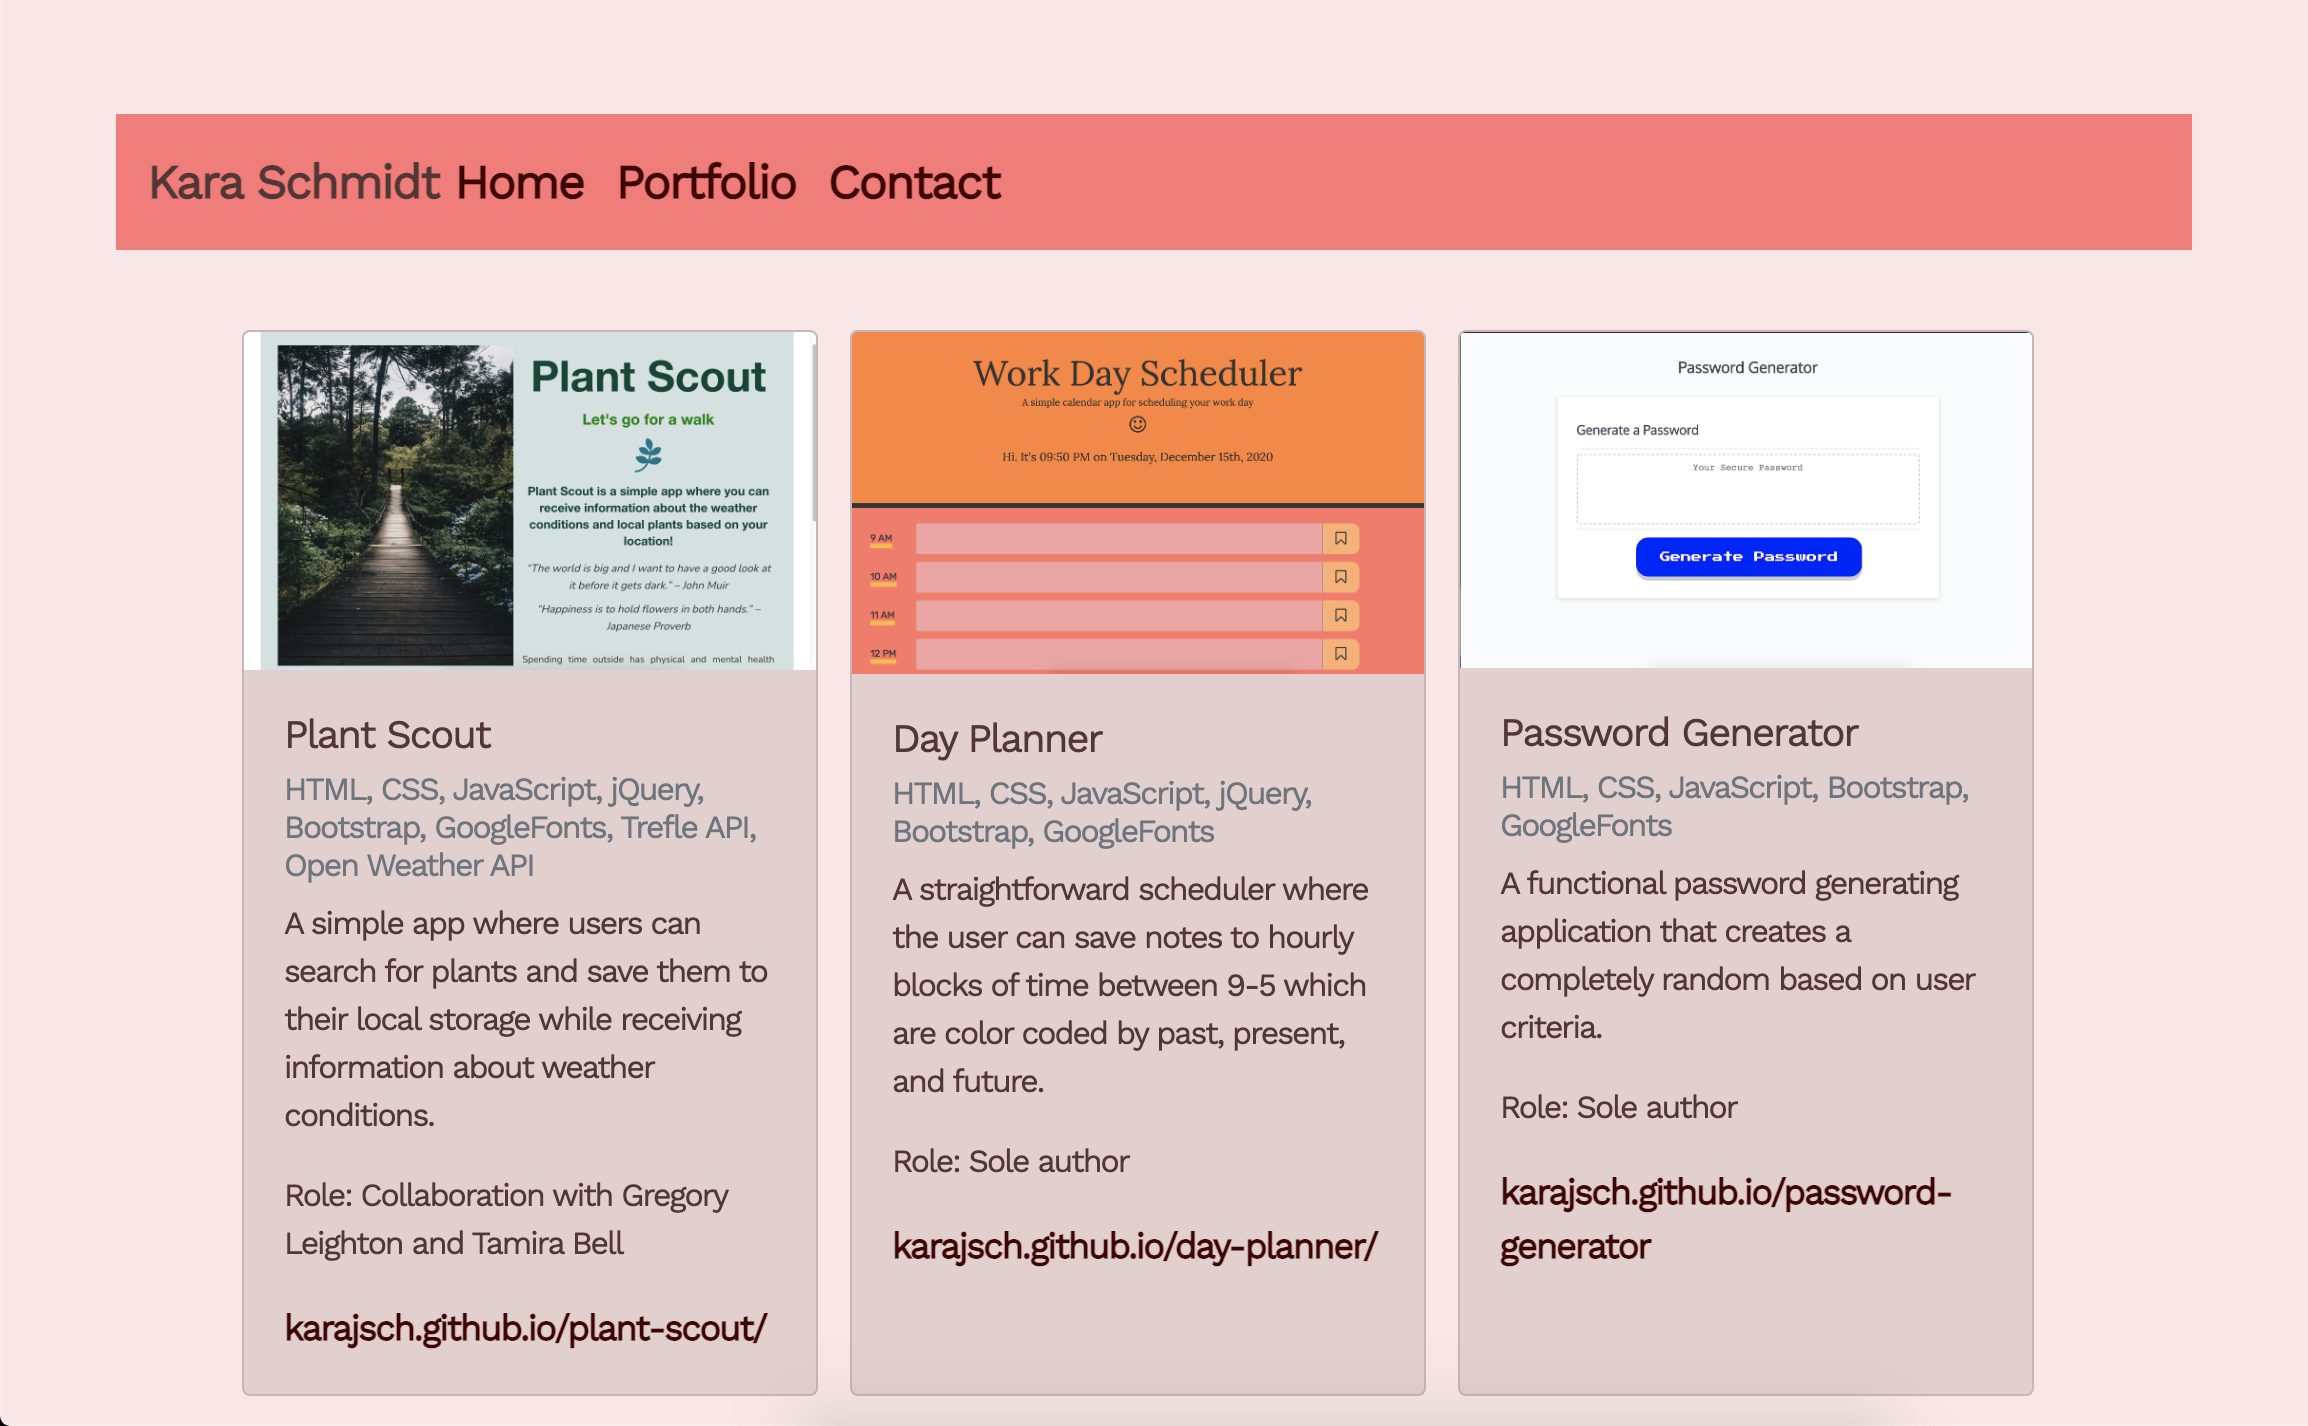 Kara Schmidt Home Portfolio Contact
Plant Scout
Let's go for a walk
Plant Scout is a simple app where you can
receive information about the weather
conditions and local plants based on your
location!
"The world is big and I want to have a good look at
it before it gets dark." – John Muir
"Happiness is to hold flowers in both hands." –
Japanese Proverb
Spending time outside has physical and mental health
Plant Scout
HTML, CSS, JavaScript, jQuery,
Bootstrap, GoogleFonts, Trefle API,
Open Weather API
A simple app where users can
search for plants and save them to
their local storage while receiving
information about weather
conditions.
Role: Collaboration with Gregory
Leighton and Tamira Bell
karajsch.github.io/plant-scout/
Work Day Scheduler
A simple calendar app for scheduling your work day
Hi. It's 09:50 PM on Tuesday, December 15th, 2020
9 AM
10 AM
11 AM
12 PM
Day Planner
HTML, CSS, JavaScript, jQuery,
Bootstrap, GoogleFonts
A straightforward scheduler where
the user can save notes to hourly
blocks of time between 9-5 which
are color coded by past, present,
and future.
Role: Sole author
karajsch.github.io/day-planner/
Password Generator
Generate a Password
Your Secure Password
Generate Password
Password Generator
HTML, CSS, JavaScript, Bootstrap,
GoogleFonts
A functional password generating
application that creates a
completely random based on user
criteria.
Role: Sole author
karajsch.github.io/password-
generator